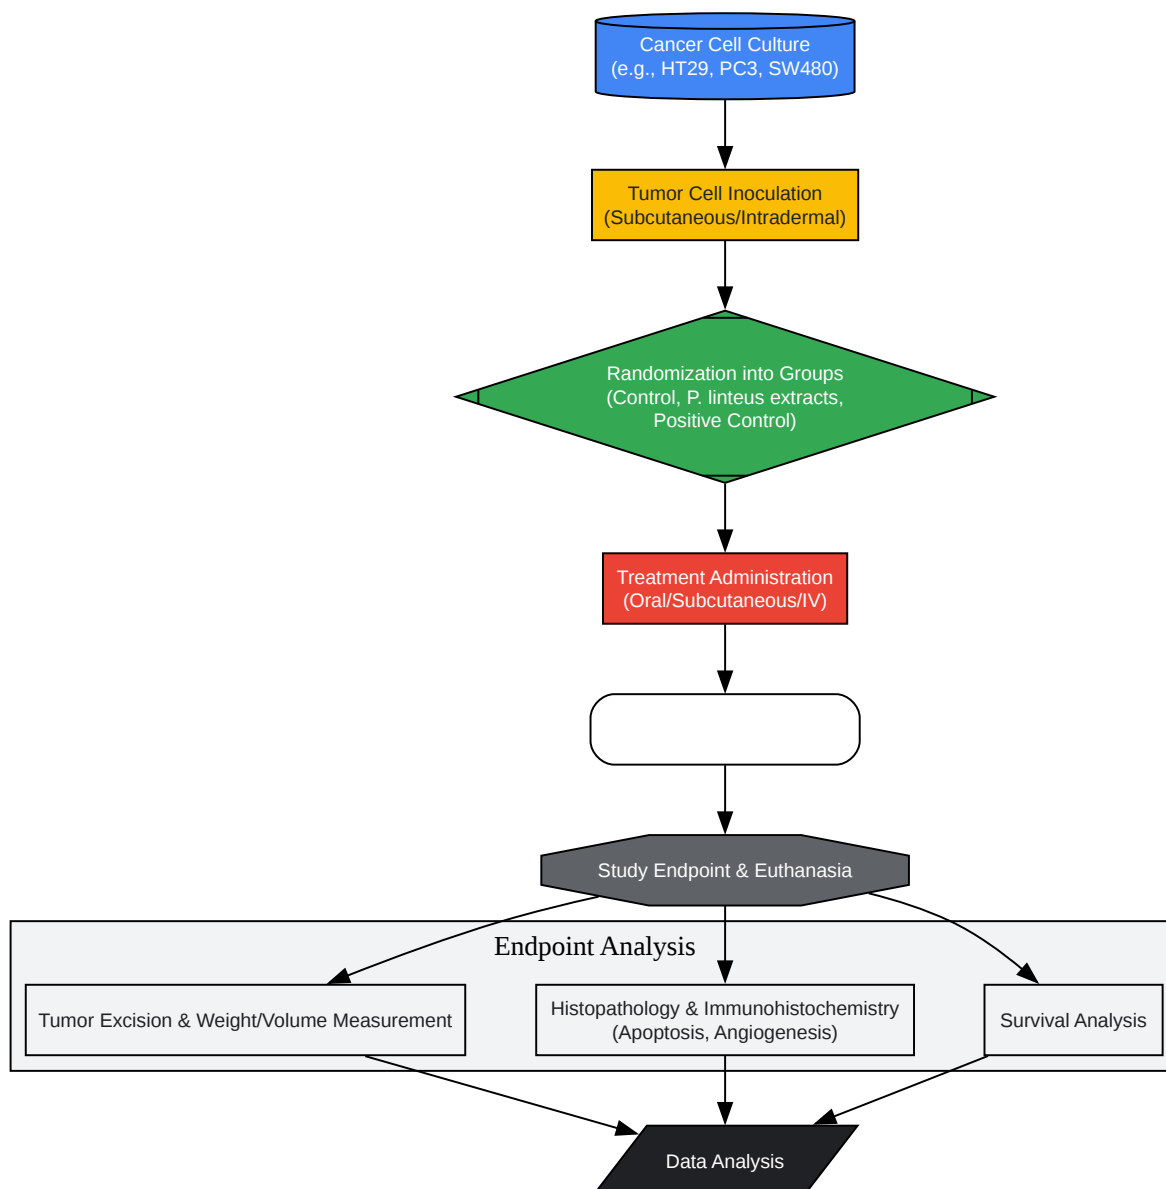 Cancer Cell Culture
(e.g., HT29, PC3, SW480)
Tumor Cell Inoculation
(Subcutaneous/Intradermal)
Randomization into Groups
(Control, P. linteus extracts,
Positive Control)
Treatment Administration
(Oral/Subcutaneous/IV)
Study Endpoint & Euthanasia
Endpoint Analysis
Tumor Excision & Weight/Volume Measurement
Histopathology & Immunohistochemistry
(Apoptosis, Angiogenesis)
Survival Analysis
Data Analysis